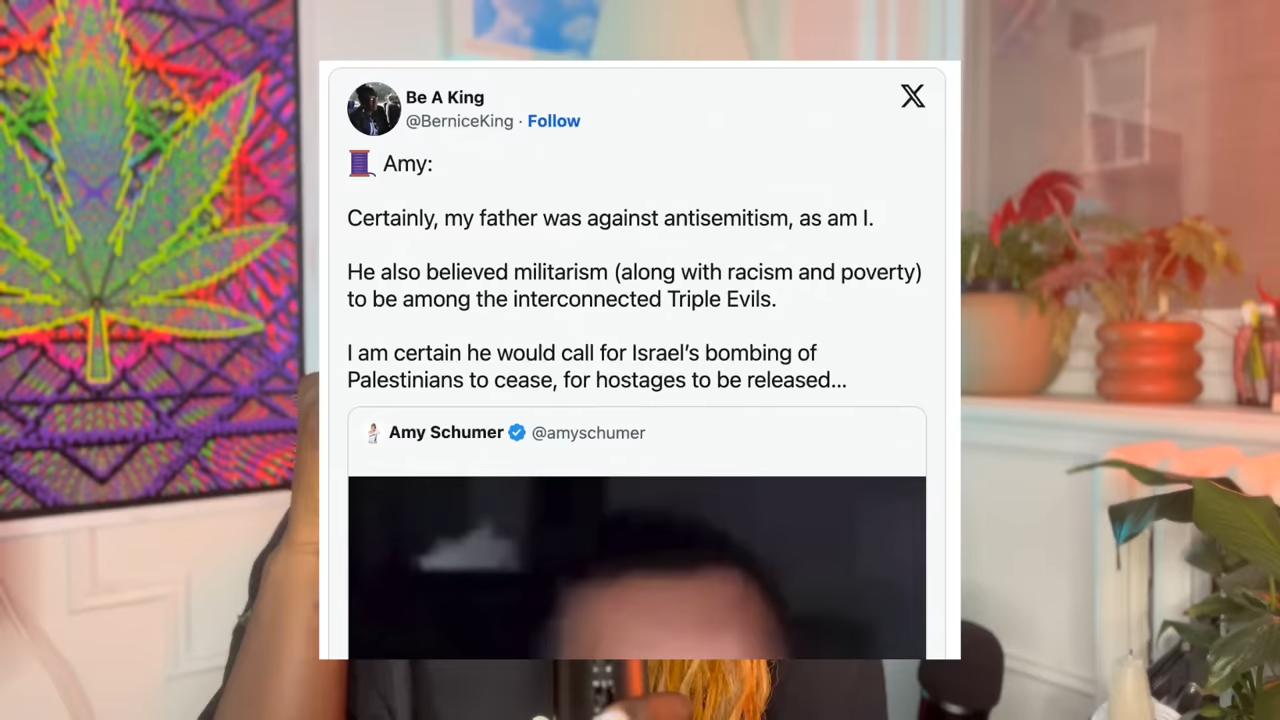 Be A King
@BerniceKing · Follow
🧵 Amy:
Certainly, my father was against antisemitism, as am I.
He also believed militarism (along with racism and poverty)
to be among the interconnected Triple Evils.
I am certain he would call for Israel’s bombing of
Palestinians to cease, for hostages to be released...
Amy Schumer @amyschumer